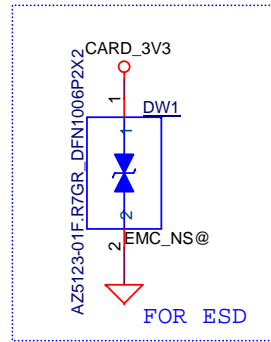 CARD_3V3
1
DW1
1
AZ5123-01F.R7GR_DFN1006P2X2
2
2
EMC_NS@
FOR ESD